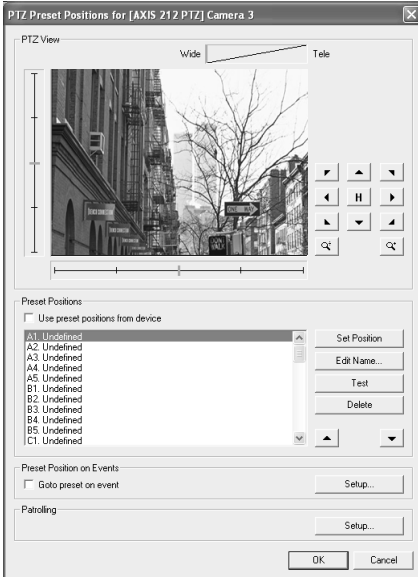 PTZ Preset Positions for [AXIS 212 PTZ] Camera 3
PTZ View
Wide
Tele
H
Preset Positions
Use preset positions from device
A1. Undefined
A2. Undefined
A3. Undefined
A4. Undefined
A5. Undefined
B1. Undefined
B2. Undefined
B3. Undefined
B4. Undefined
B5. Undefined
C1. Undefined
Set Position
Edit Name...
Test
Delete
Preset Position on Events
Goto preset on event
Setup...
Patrolling
Setup...
OK
Cancel